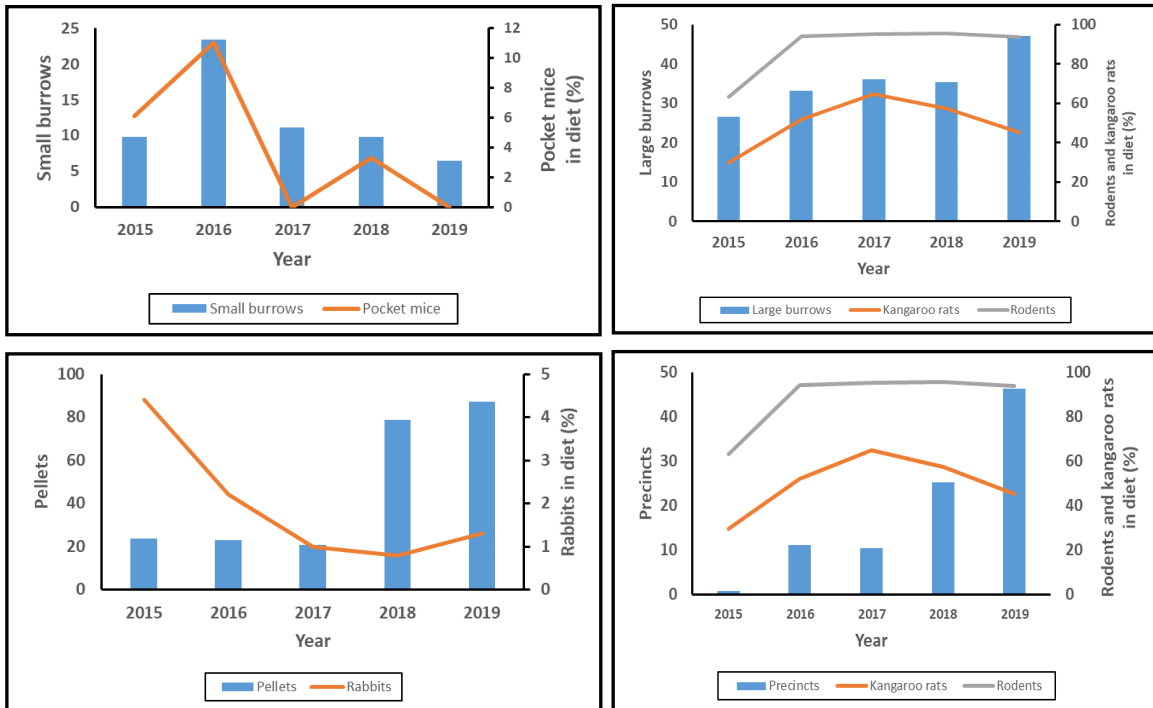 25
20
15
10
5
0
Small burrows
12
10
8
6
4
2
0
Pocket mice
in diet (%)
2015 2016 2017 2018 2019
Year
Small burrows Pocket mice
50
40
30
20
10
0
Large burrows
100
80
60
40
20
0
Rodents and kangaroo rats
in diet (%)
2015 2016 2017 2018 2019
Year
Large burrows Kangaroo rats Rodents
100
80
60
40
20
0
Pellets
5
4
3
2
1
0
Rabbits in diet (%)
2015 2016 2017 2018 2019
Year
Pellets Rabbits
50
40
30
20
10
0
Precincts
100
80
60
40
20
0
Rodents and kangaroo rats
in diet (%)
2015 2016 2017 2018 2019
Year
Precincts Kangaroo rats Rodents